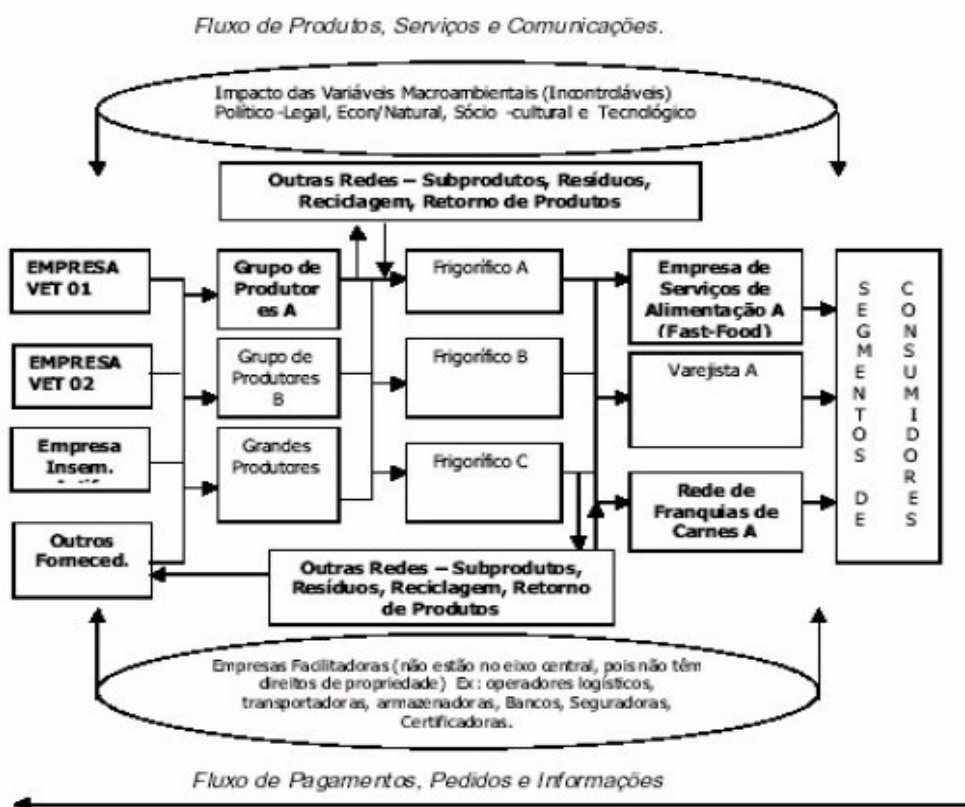 Fluxo de Produtos, Serviços e Comunicações.
Impacto das Variáveis Macroambientais (Incontroláveis)
Político-Legal, Econ/Natural, Sócio -cultural e Tecnológico
Outras Redes – Subprodutos, Resíduos,
Reciclagem, Retorno de Produtos
EMPRESA
VET 01
EMPRESA
VET 02
Empresa
Insem.
Outros
Forneced.
Grupo de
Produtor
es A
Grupo de
Produtores
B
Grandes
Produtores
Frigorífico A
Frigorífico B
Frigorífico C
Empresa de
Serviços de
Alimentação A
(Fast-Food)
Varejista A
Rede de
Franquias de
Carnes A
SEGMENTOS DE
CONSUMIDORES
Outras Redes – Subprodutos,
Resíduos, Reciclagem, Retorno
de Produtos
Empresas Facilitadoras (não estão no eixo central, pois não têm
direitos de propriedade) Ex: operadores logísticos,
transportadoras, armazenadoras, Bancos, Seguradoras,
Certificadoras.
Fluxo de Pagamentos, Pedidos e Informações